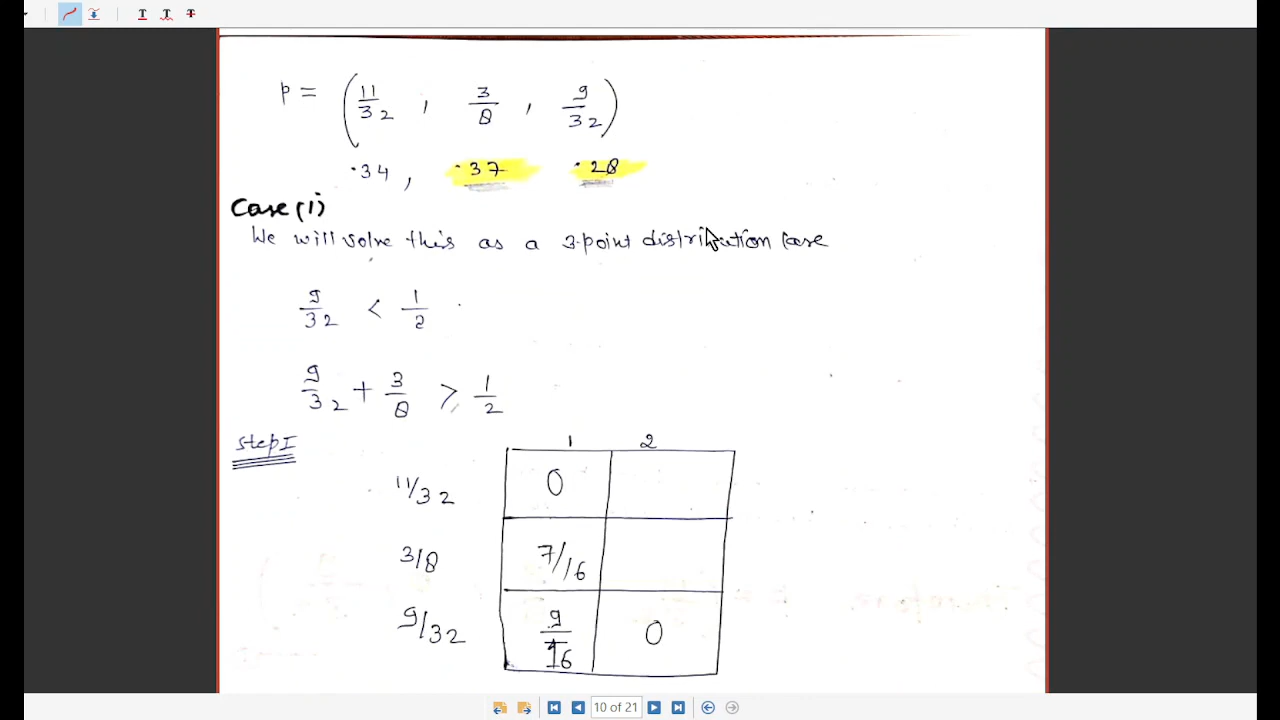 p = ( 11/32 , 3/8 , 9/32 )
.34 , .37 .28
Case (i)
We will solve this as a 3-point distribution case
9/32 < 1/2
9/32 + 3/8 > 1/2
Step I
1 2
11/32 0
3/8 7/16
9/32 9/16 0
10 of 21